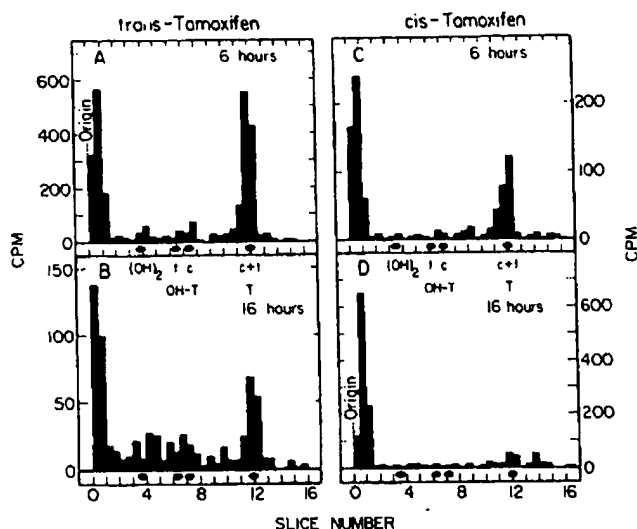 trans-Tamoxifen
cis-Tamoxifen
A
6 hours
C
6 hours
600
400
200
0
200
100
0
Origin
CPM
CPM
(OH)₂ t c c+t
OH-T T
(OH)₂ t c c+t
OH-T T
B
16 hours
D
16 hours
150
100
50
0
600
400
200
0
Origin
0 4 8 12 16
0 4 8 12 16
SLICE NUMBER